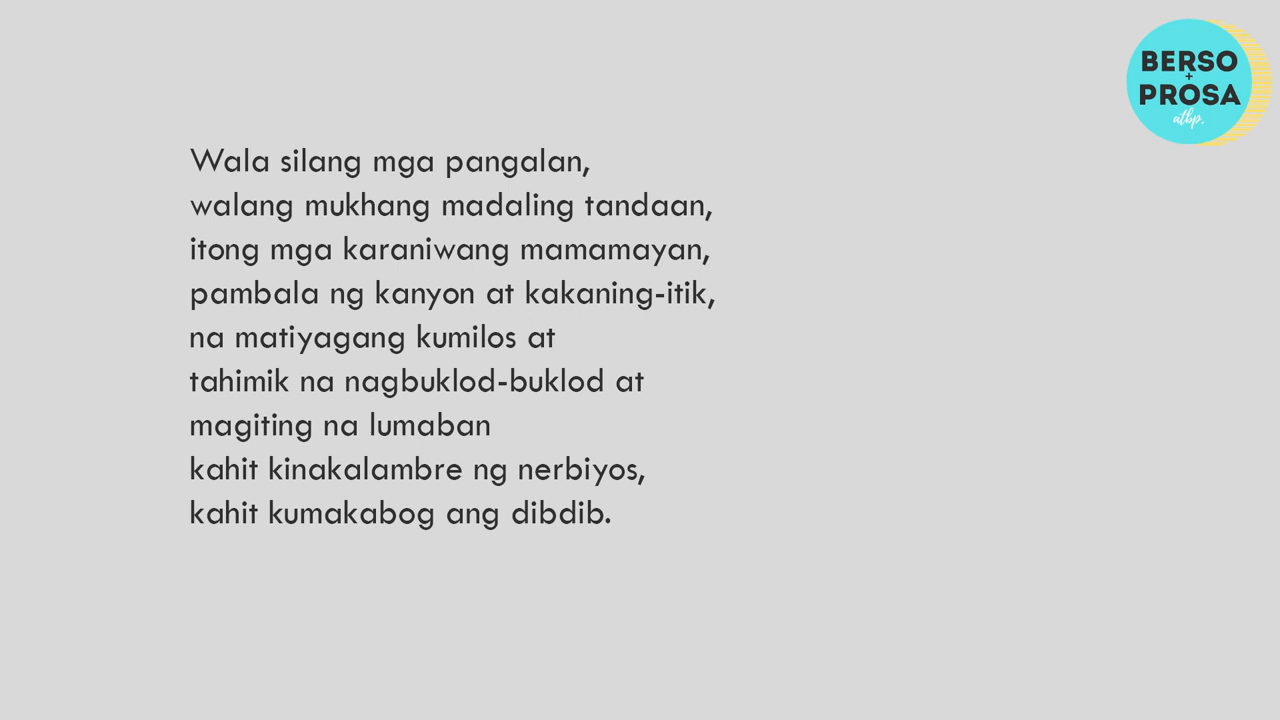 BERSO
+
PROSA
atbp.
Wala silang mga pangalan,
walang mukhang madaling tandaan,
itong mga karaniwang mamamayan,
pambala ng kanyon at kakaning-itik,
na matiyagang kumilos at
tahimik na nagbuklod-buklod at
magiting na lumaban
kahit kinakalambre ng nerbiyos,
kahit kumakabog ang dibdib.